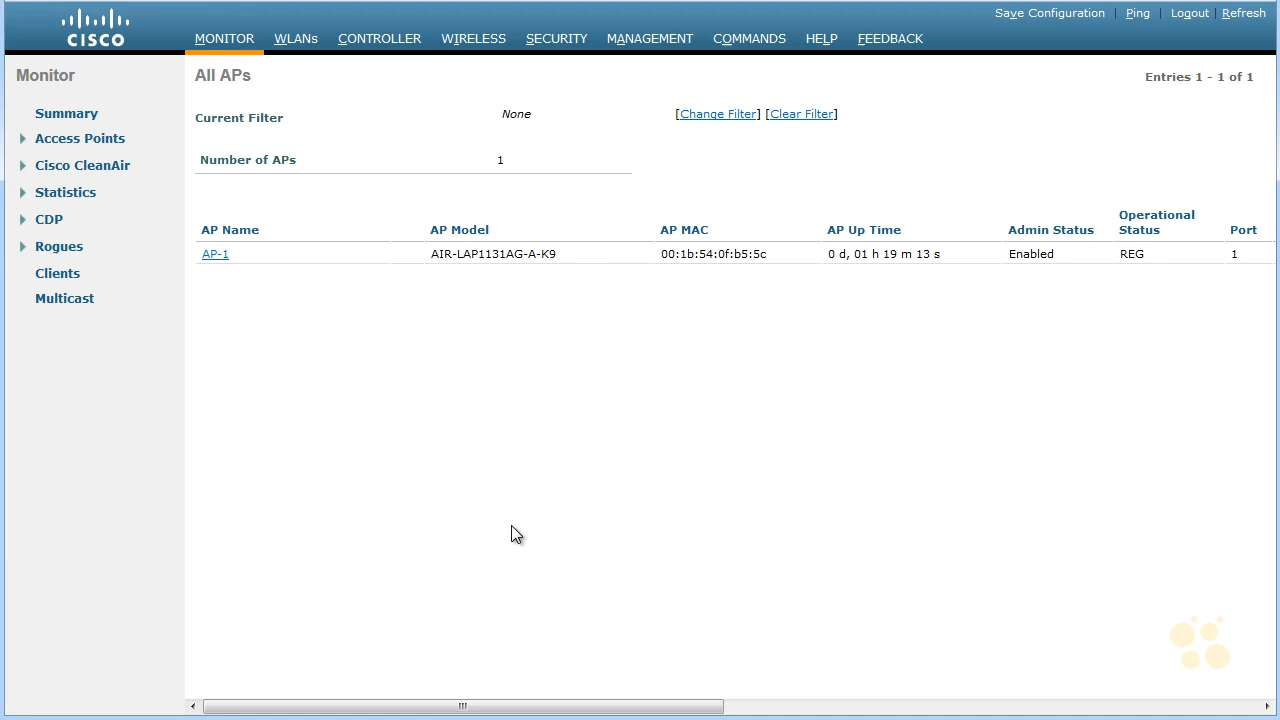 Save Configuration | Ping | Logout | Refresh
CISCO
MONITOR WLANs CONTROLLER WIRELESS SECURITY MANAGEMENT COMMANDS HELP FEEDBACK
Monitor
Summary
Access Points
Cisco CleanAir
Statistics
CDP
Rogues
Clients
Multicast
All APs
Entries 1 - 1 of 1
Current Filter None [Change Filter] [Clear Filter]
Number of APs 1
AP Name AP Model AP MAC AP Up Time Admin Status Operational Status Port
AP-1 AIR-LAP1131AG-A-K9 00:1b:54:0f:b5:5c 0 d, 01 h 19 m 13 s Enabled REG 1